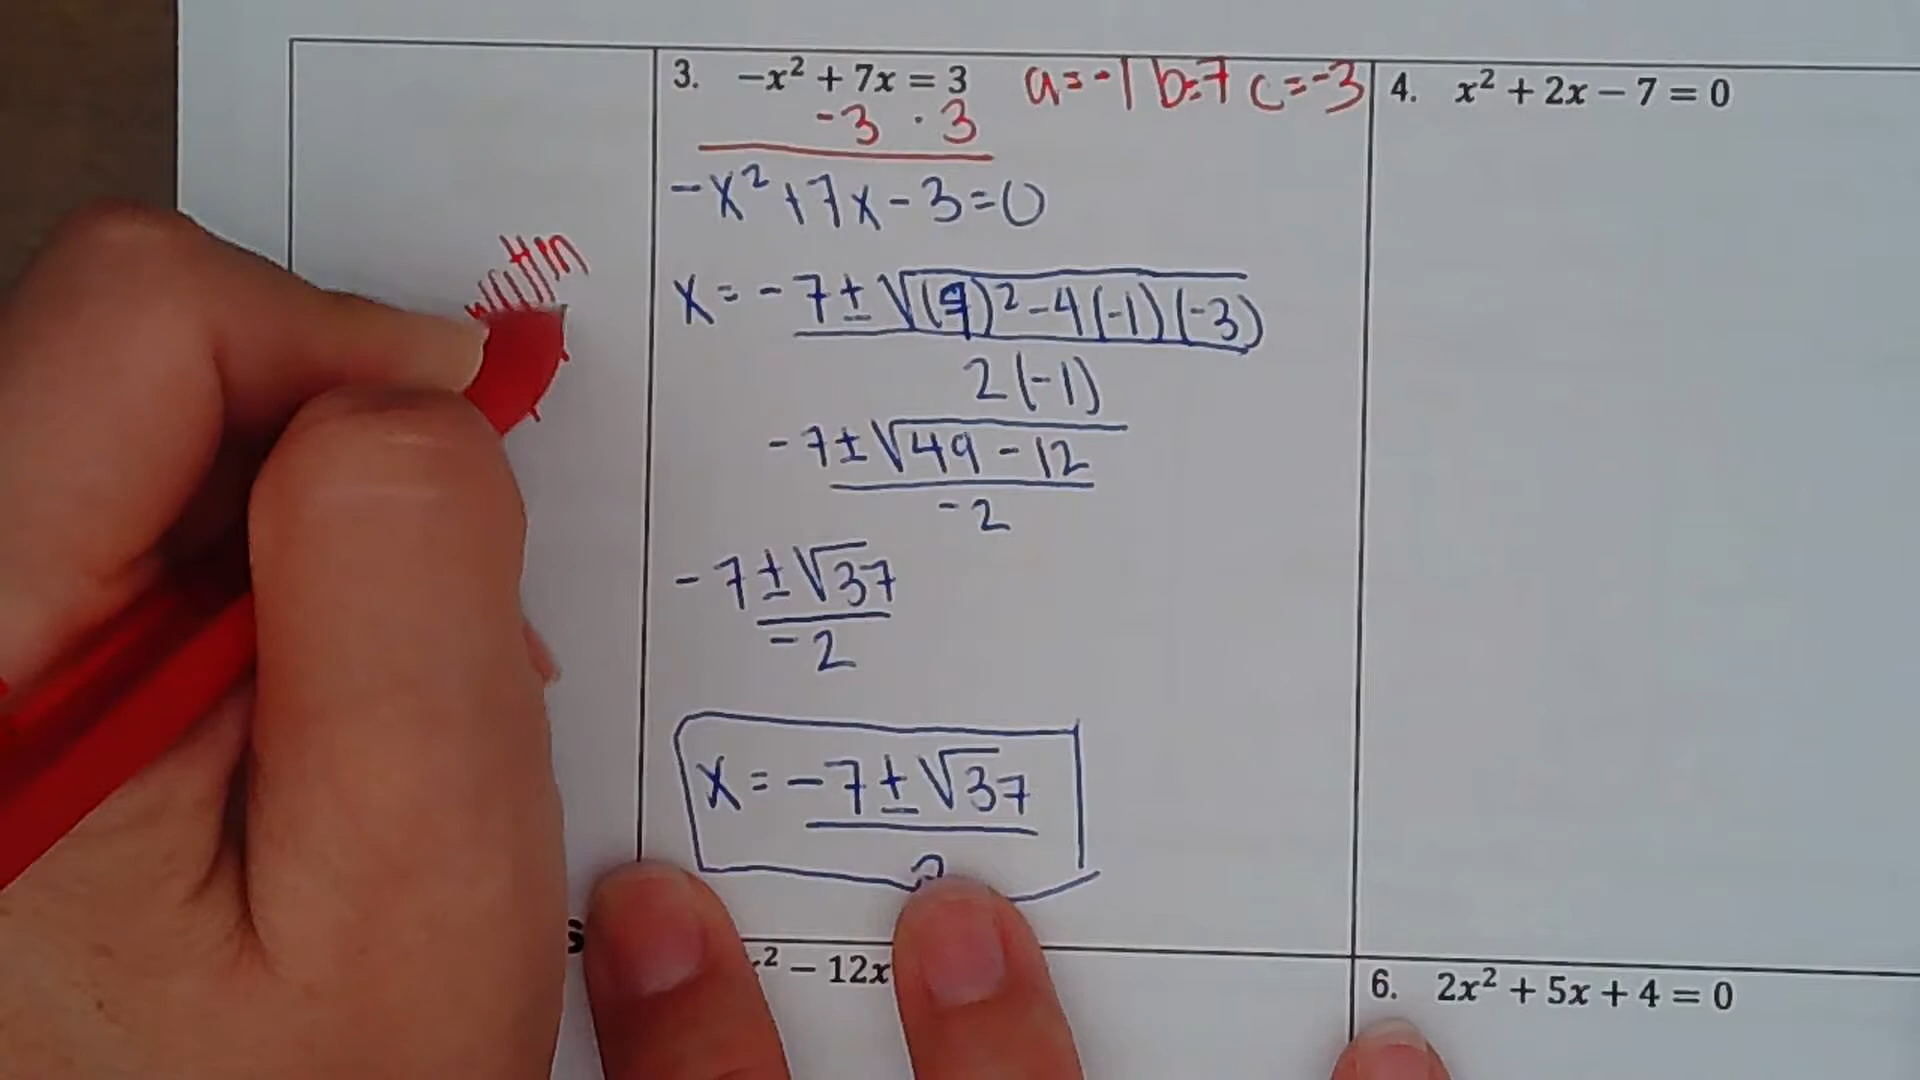 3. −x² + 7x = 3 a=-1 b=7 c=-3
-3 · 3
-x²+7x-3=0
x= -7±√(7)²-4(-1)(-3)
2(-1)
-7±√49-12
-2
-7±√37
-2
x=-7±√37
4. x² + 2x − 7 = 0
² − 12x
6. 2x² + 5x + 4 = 0